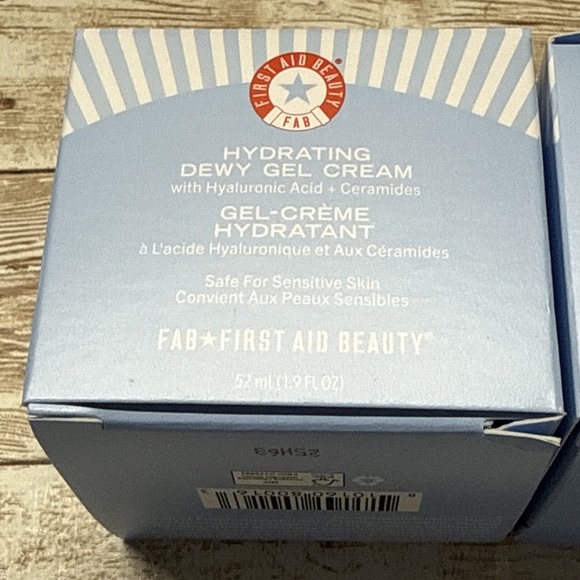 FIRST AID BEAUTY®
FAB
HYDRATING
DEWY GEL CREAM
with Hyaluronic Acid + Ceramides
GEL-CRÈME
HYDRATANT
à L'acide Hyaluronique et Aux Céramides
Safe For Sensitive Skin
Convient Aux Peaux Sensibles
FAB★FIRST AID BEAUTY®
57 ml (1.9 FL OZ)
25H63